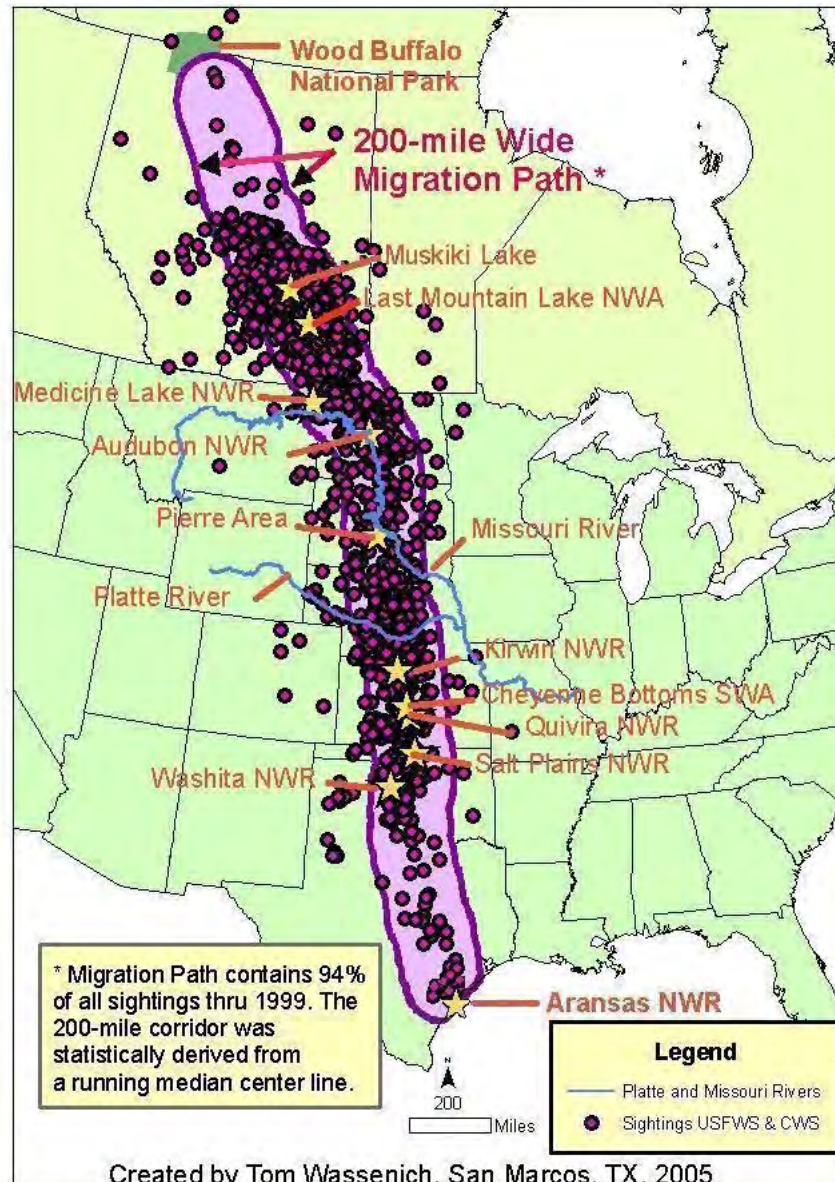 Wood Buffalo
National Park
200-mile Wide
Migration Path *
Muskiki Lake
Last Mountain Lake NWA
Medicine Lake NWR
Audubon NWR
Pierre Area
Missouri River
Platte River
Kirwin NWR
Cheyenne Bottoms SWA
Quivira NWR
Salt Plains NWR
Washita NWR
* Migration Path contains 94%
of all sightings thru 1999. The
200-mile corridor was
statistically derived from
a running median center line.
Aransas NWR
N
200
Miles
Legend
Platte and Missouri Rivers
Sightings USFWS & CWS
Created by Tom Wassenich, San Marcos, TX, 2005